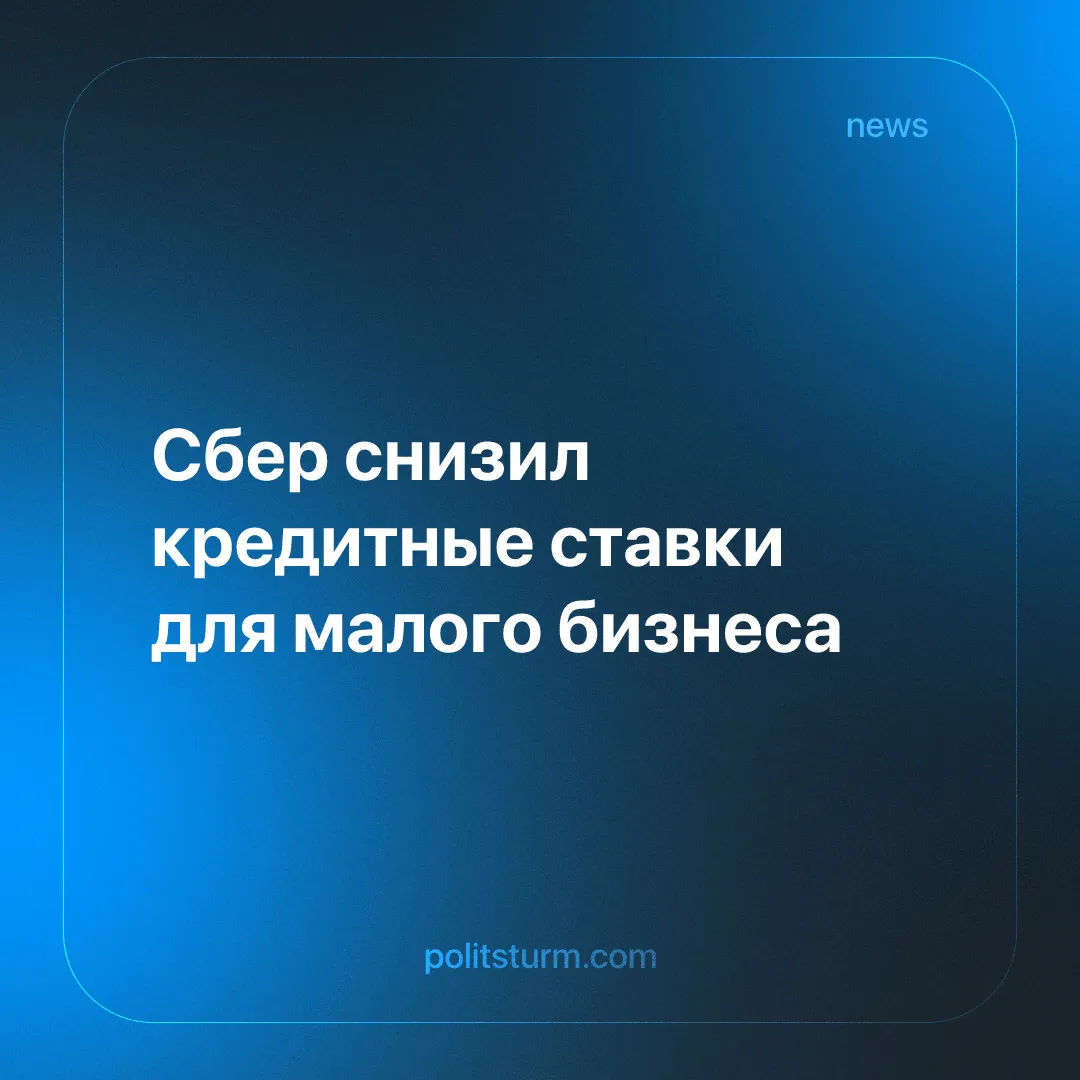 news
Сбер снизил
кредитные ставки
для малого бизнеса
politsturm.com